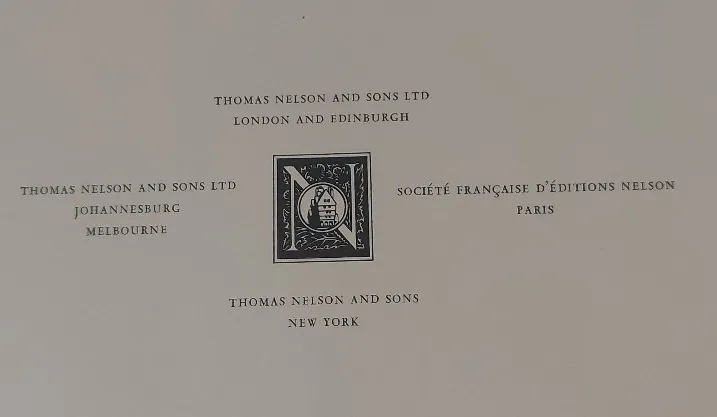 THOMAS NELSON AND SONS LTD
LONDON AND EDINBURGH
THOMAS NELSON AND SONS LTD
JOHANNESBURG
MELBOURNE
N
SOCIÉTÉ FRANÇAISE D'ÉDITIONS NELSON
PARIS
THOMAS NELSON AND SONS
NEW YORK